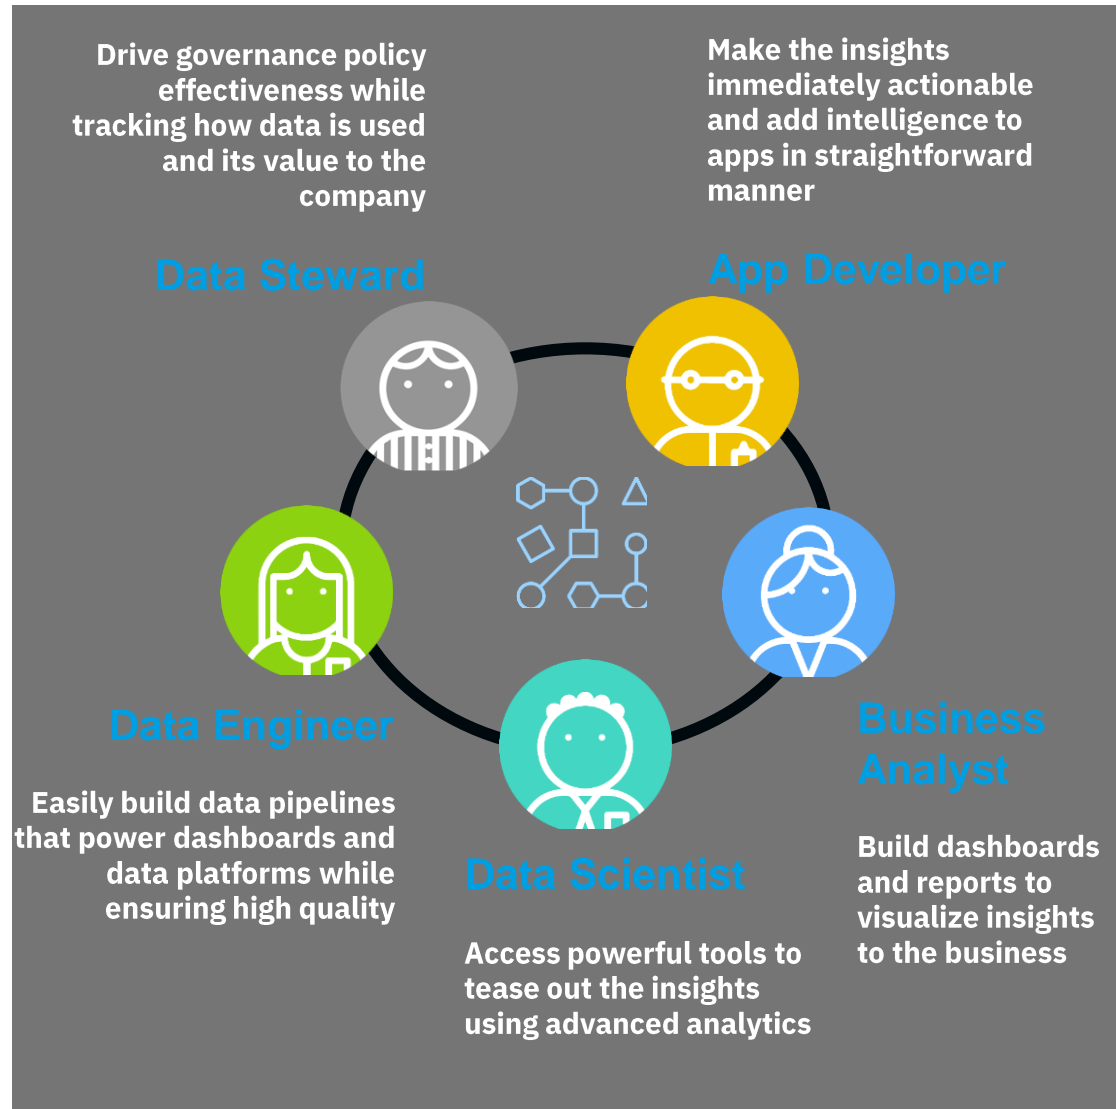 Drive governance policy
effectiveness while
tracking how data is used
and its value to the
company
Data Steward
Make the insights
immediately actionable
and add intelligence to
apps in straightforward
manner
App Developer
Data Engineer
Easily build data pipelines
that power dashboards and
data platforms while
ensuring high quality
Data Scientist
Access powerful tools to
tease out the insights
using advanced analytics
Business
Analyst
Build dashboards
and reports to
visualize insights
to the business